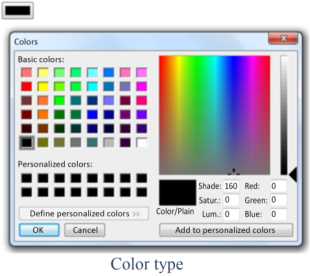 Colors
Basic colors:
Personalized colors:
Define personalized colors >>
OK Cancel
Color/Plain
Shade: 160 Red: 0
Satur.: 0 Green: 0
Lum.: 0 Blue: 0
Add to personalized colors
Color type